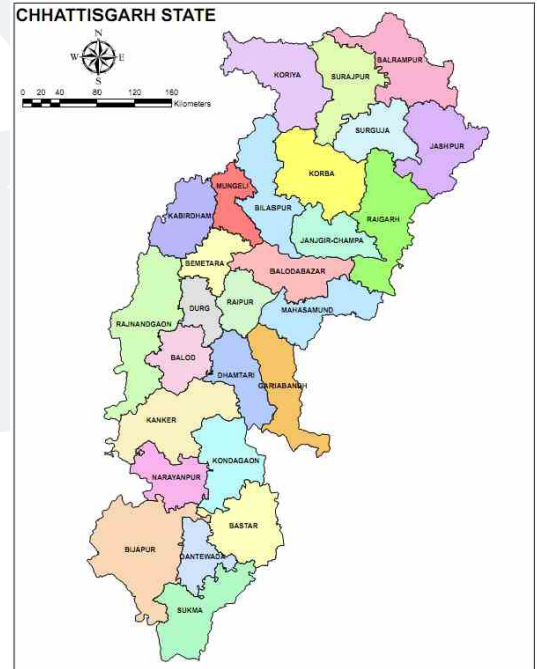 CHHATTISGARH STATE
N
W E
S
0 20 40 80 120 160
Kilometers
KORIYA
SURAJPUR
BALRAMPUR
SURGUJA
JASHPUR
KORBA
MUNGELI
BILASPUR
KABIRDHAM
RAIGARH
JANJGIR-CHAMPA
BEMETARA
BALODABAZAR
DURG
RAIPUR
MAHASAMUND
RAJNANDGAON
BALOD
DHAMTARI
GARIABANDH
KANKER
KONDAGAON
NARAYANPUR
BASTAR
BIJAPUR
DANTEWADA
SUKMA